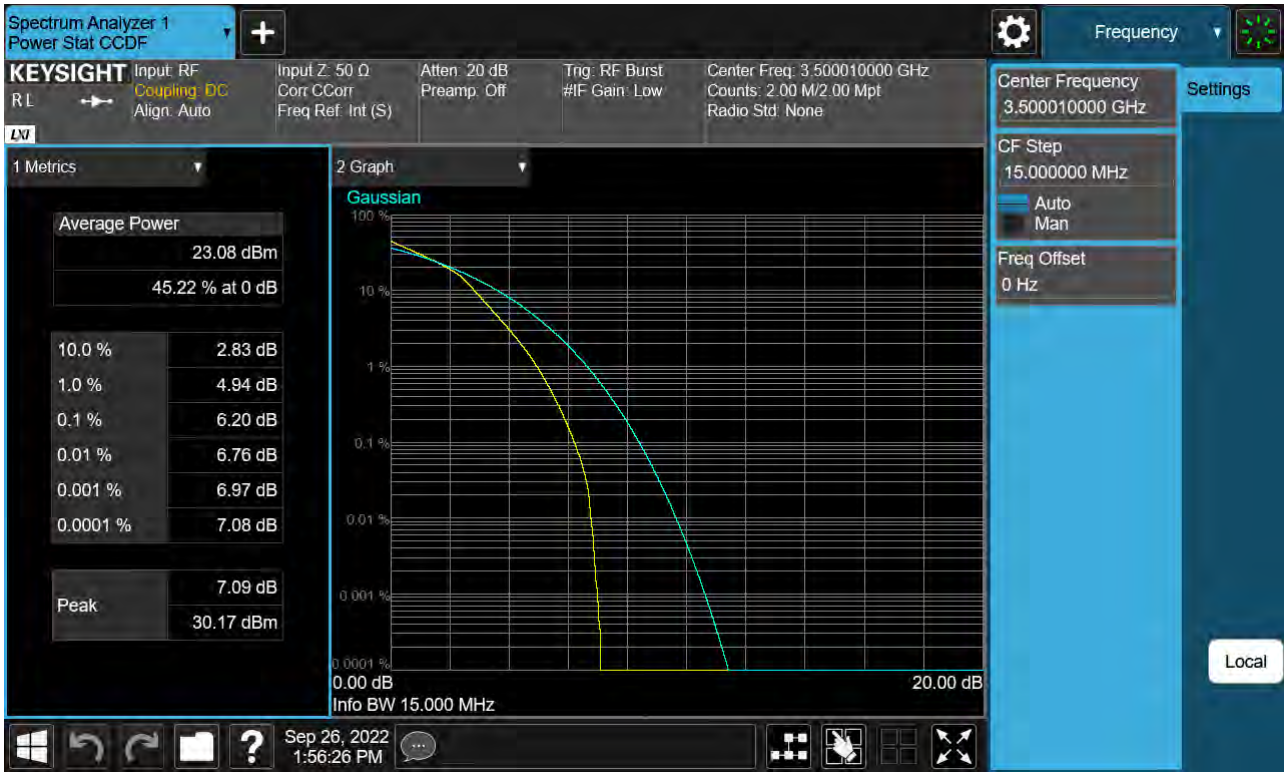 Spectrum Analyzer 1
Power Stat CCDF
+
Frequency
KEYSIGHT
RL
LXI
Input: RF
Coupling: DC
Align: Auto
Input Z: 50 Ω
Corr CCorr
Freq Ref: Int (S)
Atten: 20 dB
Preamp: Off
Trig: RF Burst
#IF Gain: Low
Center Freq: 3.500010000 GHz
Counts: 2.00 M/2.00 Mpt
Radio Std: None
Center Frequency
3.500010000 GHz
Settings
CF Step
15.000000 MHz
Auto
Man
Freq Offset
0 Hz
1 Metrics
Average Power
23.08 dBm
45.22 % at 0 dB
10.0 % 2.83 dB
1.0 % 4.94 dB
0.1 % 6.20 dB
0.01 % 6.76 dB
0.001 % 6.97 dB
0.0001 % 7.08 dB
Peak
7.09 dB
30.17 dBm
2 Graph
Gaussian
100 %
10 %
1 %
0.1 %
0.01 %
0.001 %
0.0001 %
0.00 dB 20.00 dB
Info BW 15.000 MHz
Local
?
Sep 26, 2022
1:56:26 PM